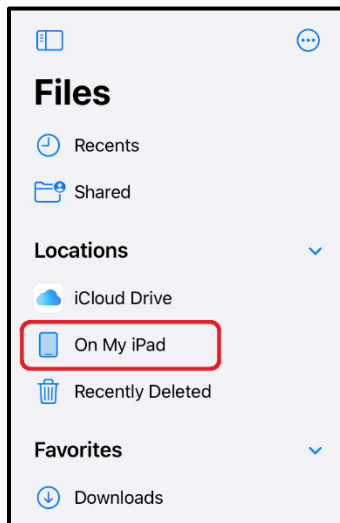 Files
Recents
Shared
Locations
iCloud Drive
On My iPad
Recently Deleted
Favorites
Downloads